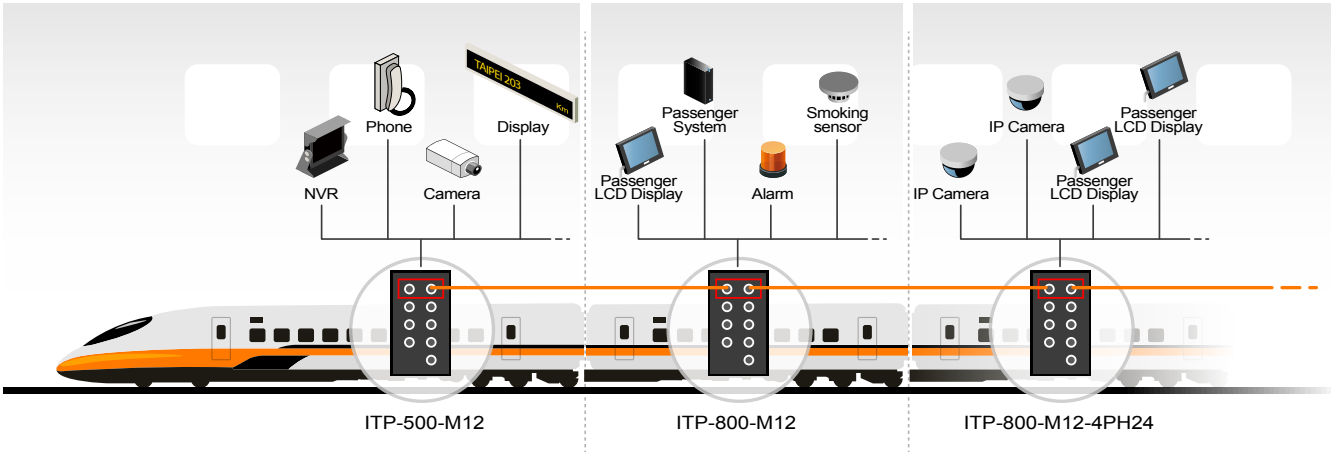 TAIPEI 203
Km
Phone
Display
NVR
Camera
Passenger
System
Smoking
sensor
Passenger
LCD Display
Alarm
IP Camera
Passenger
LCD Display
IP Camera
Passenger
LCD Display
ITP-500-M12
ITP-800-M12
ITP-800-M12-4PH24